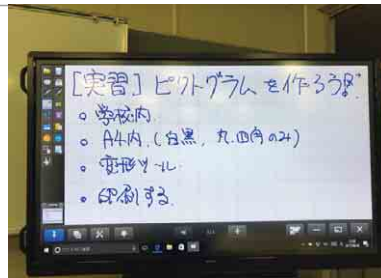 [実習] ピクトグラムを作ろう!!
○ 学校内.
○ A4内.(白黒, 丸.四角のみ)
○ 変形ツール.
○ 印刷する.